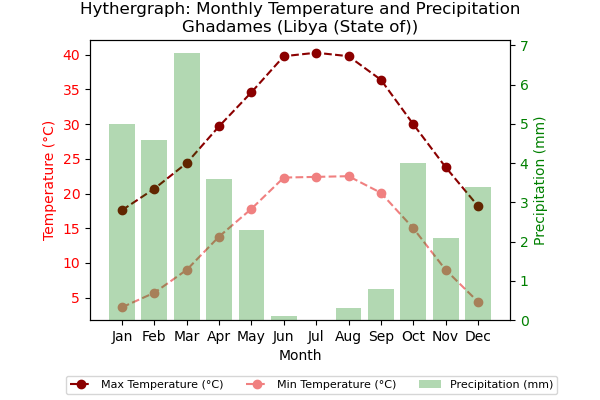 Hythergraph: Monthly Temperature and Precipitation
Ghadames (Libya (State of))
Temperature (°C)
40
35
30
25
20
15
10
5
Precipitation (mm)
7
6
5
4
3
2
1
0
Jan Feb Mar Apr May Jun Jul Aug Sep Oct Nov Dec
Month
Max Temperature (°C) Min Temperature (°C) Precipitation (mm)